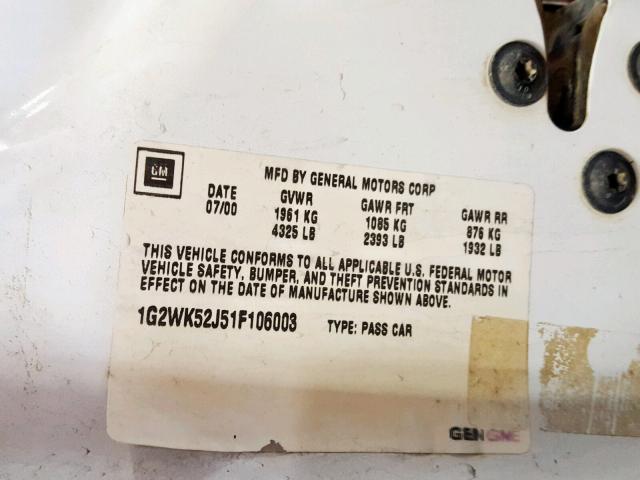 GM
MFD BY GENERAL MOTORS CORP
DATE GVWR GAWR FRT GAWR RR
07/00 1961 KG 1085 KG 876 KG
4325 LB 2393 LB 1932 LB
THIS VEHICLE CONFORMS TO ALL APPLICABLE U.S. FEDERAL MOTOR
VEHICLE SAFETY, BUMPER, AND THEFT PREVENTION STANDARDS IN
EFFECT ON THE DATE OF MANUFACTURE SHOWN ABOVE.
1G2WK52J51F106003 TYPE: PASS CAR
GEN GNE